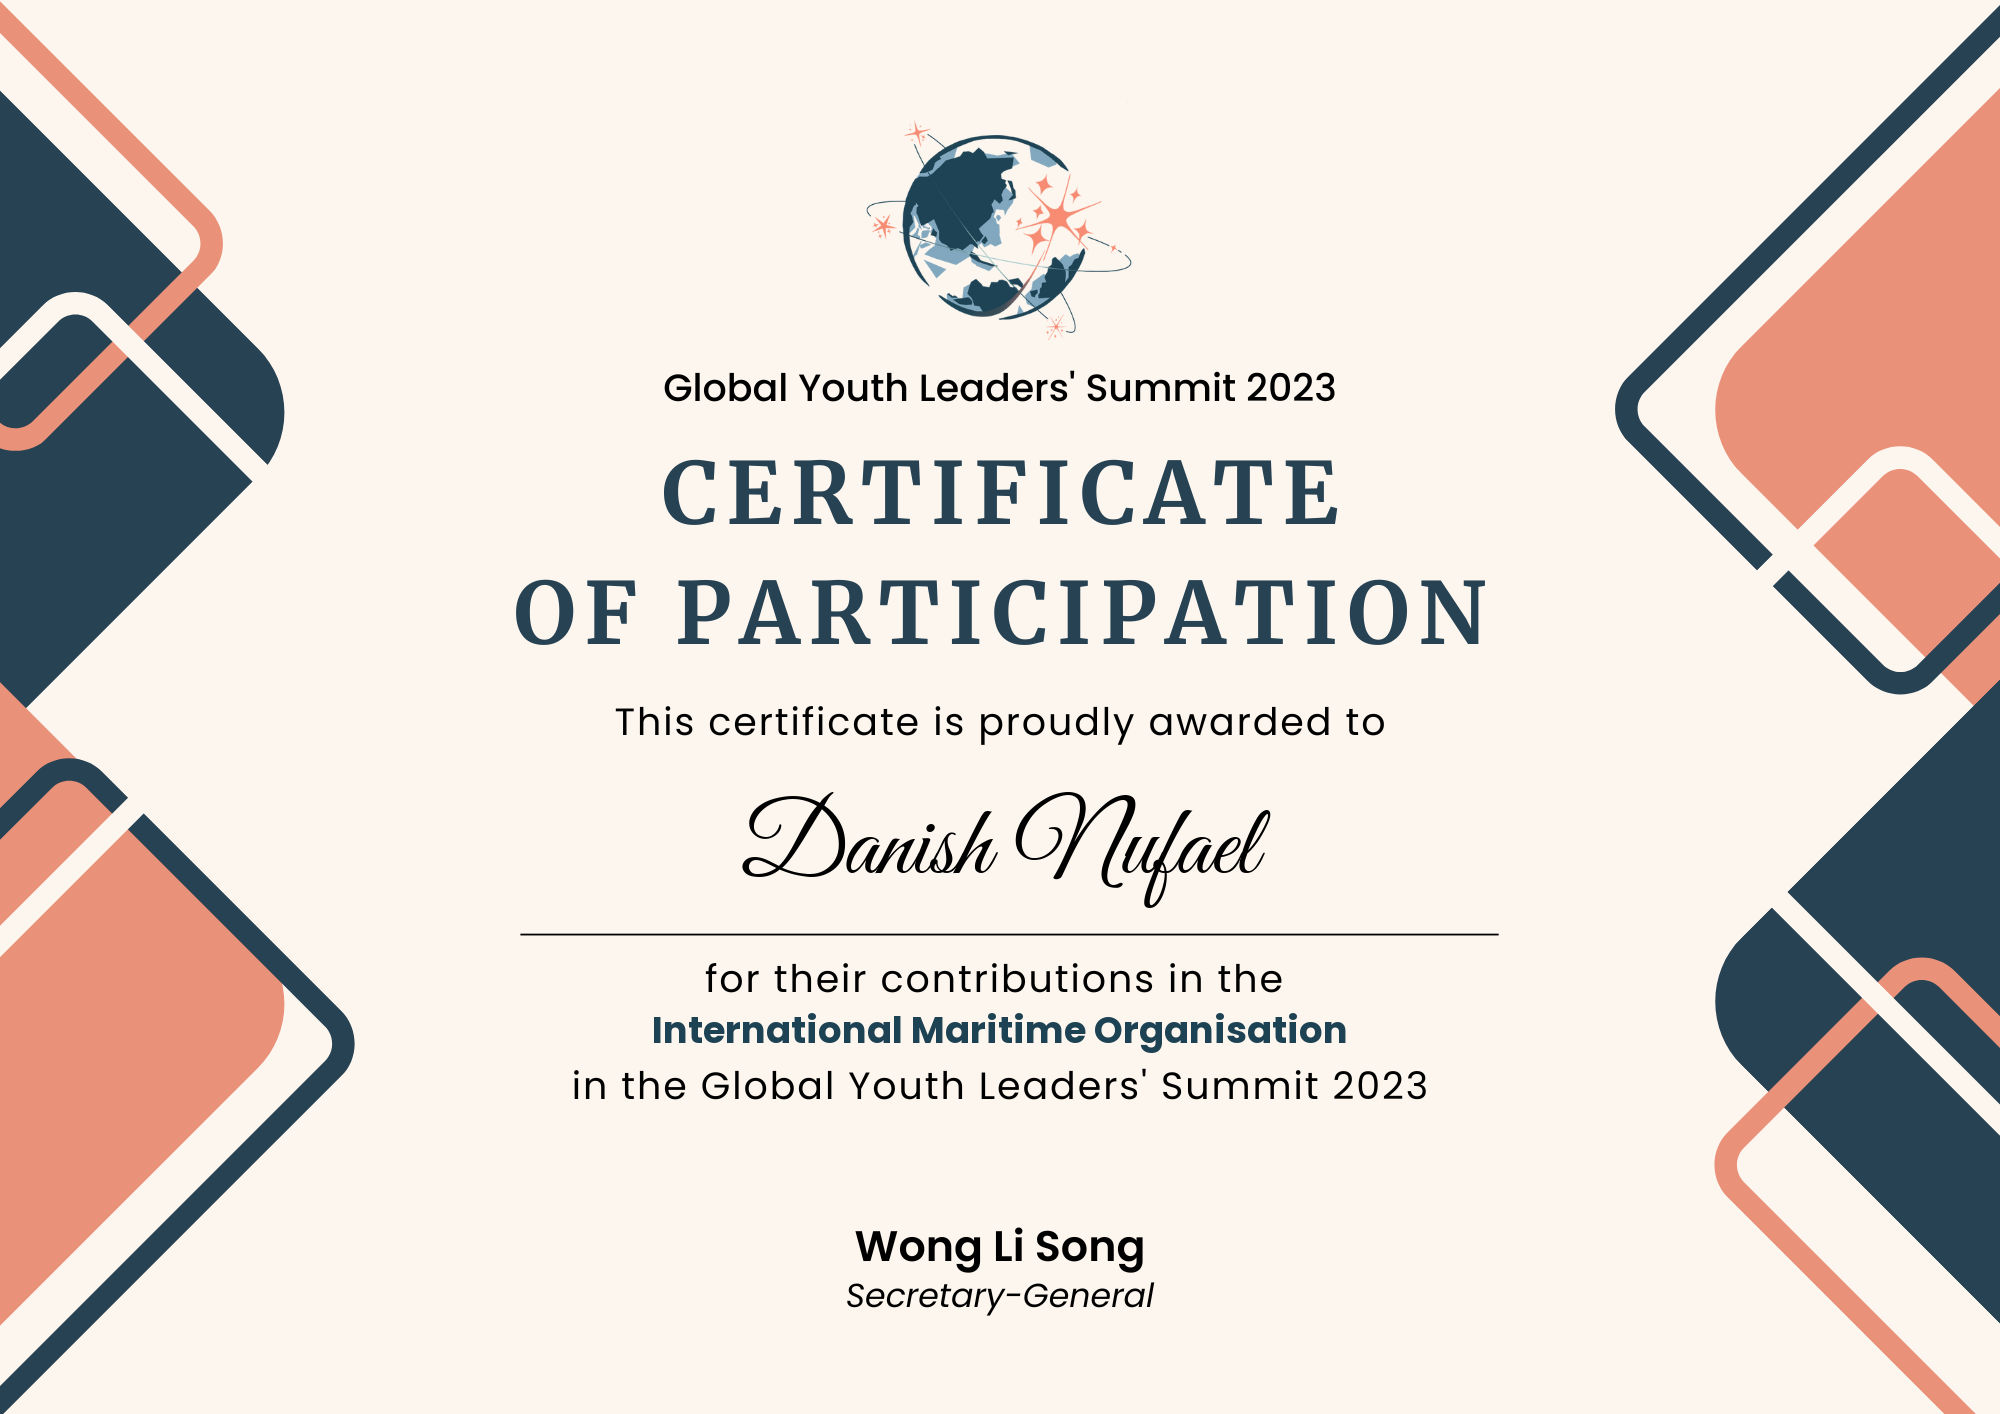 Global Youth Leaders' Summit 2023
CERTIFICATE
OF PARTICIPATION
This certificate is proudly awarded to
Danish Nufael
for their contributions in the
International Maritime Organisation
in the Global Youth Leaders' Summit 2023
Wong Li Song
Secretary-General